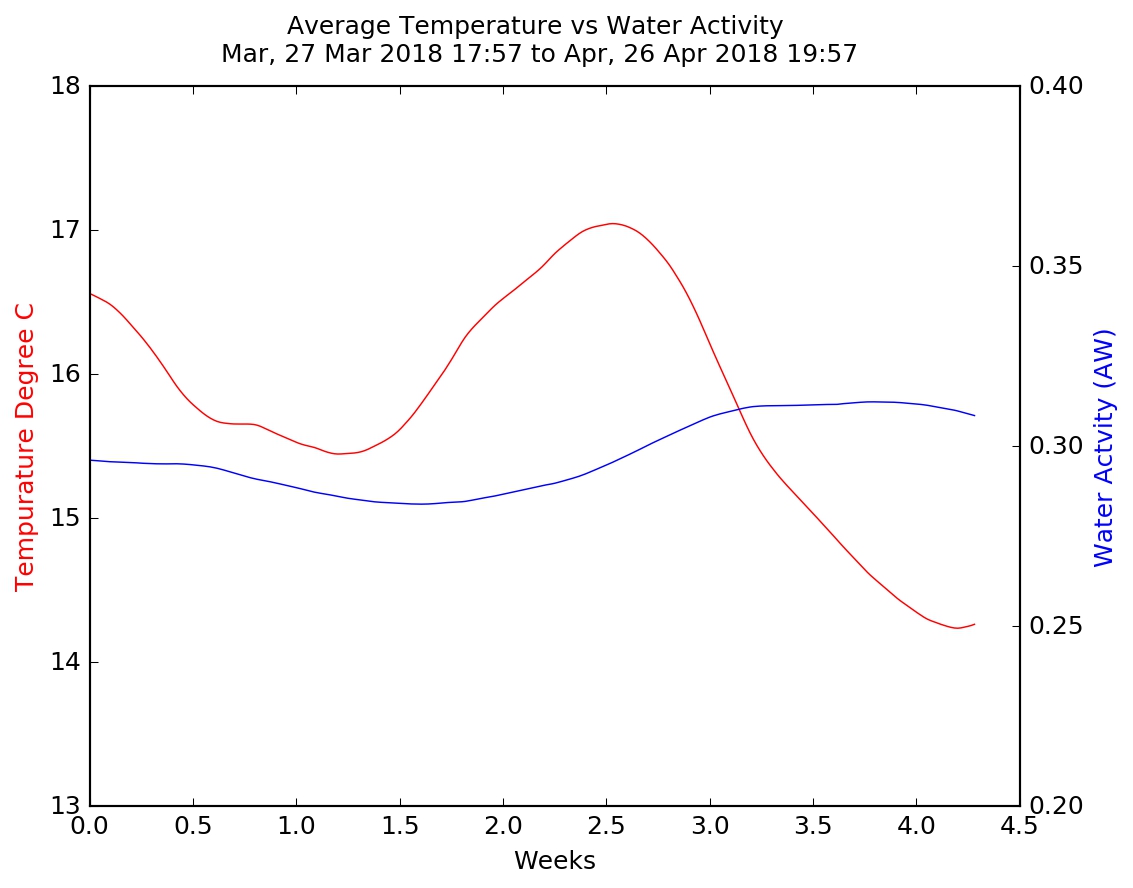 Average Temperature vs Water Activity
Mar, 27 Mar 2018 17:57 to Apr, 26 Apr 2018 19:57
18
17
16
15
14
13
Tempurature Degree C
0.40
0.35
0.30
0.25
0.20
Water Actvity (AW)
0.0 0.5 1.0 1.5 2.0 2.5 3.0 3.5 4.0 4.5
Weeks